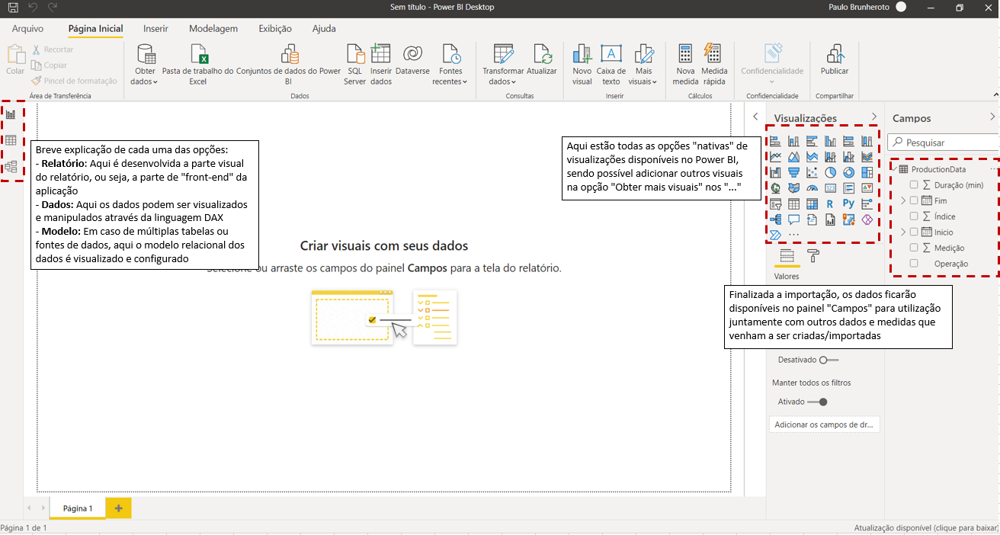 Sem título - Power BI Desktop
Paulo Brunheroto
Arquivo
Página Inicial
Inserir
Modelagem
Exibição
Ajuda
Colar
Recortar
Copiar
Pincel de formatação
Área de Transferência
Obter
dados
Pasta de trabalho do
Excel
Conjuntos de dados do Power
BI
SQL
Server
Inserir
dados
Dataverse
Fontes
recentes
Dados
Transformar
dados
Atualizar
Consultas
Novo
visual
Caixa de
texto
Mais
visuais
Inserir
Nova
medida
Medida
rápida
Cálculos
Confidencialidade
Confidencialidade
Publicar
Compartilhar
Breve explicação de cada uma das opções:
- Relatório: Aqui é desenvolvida a parte visual
do relatório, ou seja, a parte de "front-end" da
aplicação
- Dados: Aqui os dados podem ser visualizados
e manipulados através da linguagem DAX
- Modelo: Em caso de múltiplas tabelas ou
fontes de dados, aqui o modelo relacional dos
dados é visualizado e configurado
Criar visuais com seus dados
Selecione ou arraste os campos do painel Campos para a tela do relatório.
Aqui estão todas as opções "nativas" de
visualizações disponíveis no Power BI,
sendo possível adicionar outros visuais
na opção "Obter mais visuais" nos "..."
Visualizações
123
R
Py
...
Valores
Campos
Pesquisar
ProductionData
Duração (min)
Fim
Índice
Inicio
Medição
Operação
Finalizada a importação, os dados ficarão
disponíveis no painel "Campos" para utilização
juntamente com outros dados e medidas que
venham a ser criadas/importadas
Desativado
Manter todos os filtros
Ativado
Adicionar os campos de dr...
Página 1
Página 1 de 1
Atualização disponível (clique para baixar)